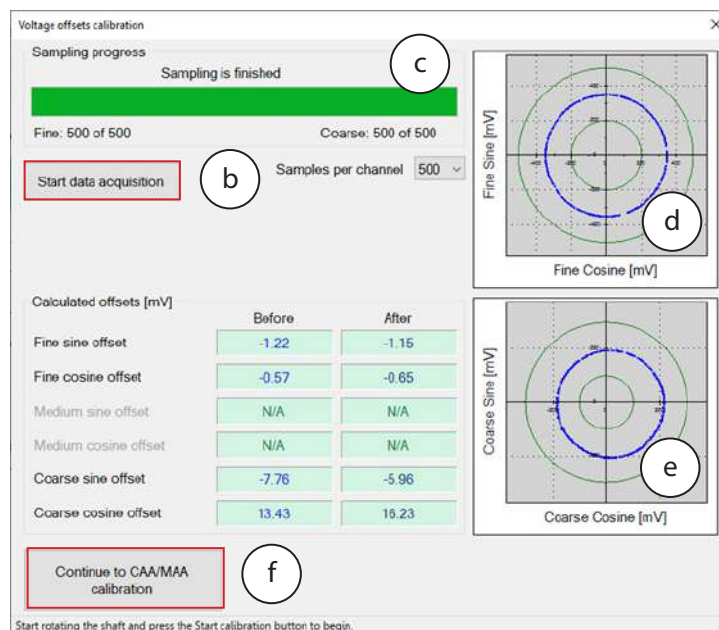 Voltage offsets calibration
Sampling progress
c
Sampling is finished
Fine: 500 of 500 Coarse: 500 of 500
Start data acquisition
b
Samples per channel 500
Fine Sine [mV]
d
Fine Cosine [mV]
Calculated offsets [mV]
Before After
Fine sine offset -1.22 -1.15
Fine cosine offset -0.57 -0.65
Medium sine offset N/A N/A
Medium cosine offset N/A N/A
Coarse sine offset -7.76 -5.96
Coarse cosine offset 13.43 16.23
Coarse Sine [mV]
e
Coarse Cosine [mV]
Continue to CAA/MAA
calibration
f
Start rotating the shaft and press the Start calibration button to begin.